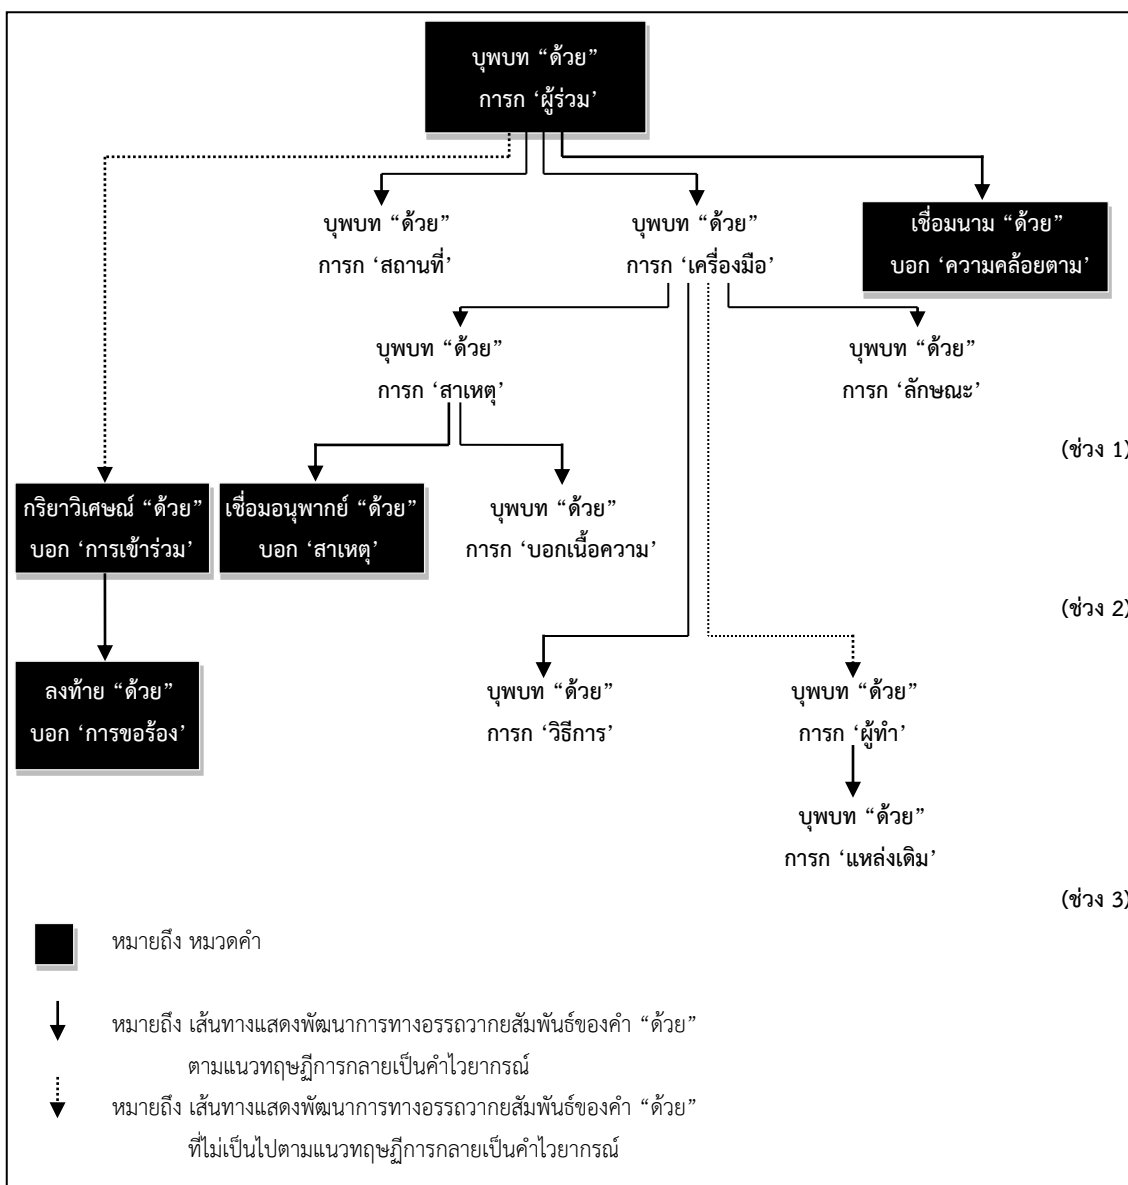 บุพบท “ด้วย”
การก ‘ผู้ร่วม’
บุพบท “ด้วย”
การก ‘สถานที่’
บุพบท “ด้วย”
การก ‘เครื่องมือ’
เชื่อมนาม “ด้วย”
บอก ‘ความคล้อยตาม’
บุพบท “ด้วย”
การก ‘สาเหตุ’
บุพบท “ด้วย”
การก ‘ลักษณะ’
(ช่วง 1)
กริยาวิเศษณ์ “ด้วย”
บอก ‘การเข้าร่วม’
เชื่อมอนุพากย์ “ด้วย”
บอก ‘สาเหตุ’
บุพบท “ด้วย”
การก ‘บอกเนื้อความ’
(ช่วง 2)
ลงท้าย “ด้วย”
บอก ‘การขอร้อง’
บุพบท “ด้วย”
การก ‘วิธีการ’
บุพบท “ด้วย”
การก ‘ผู้ทำ’
บุพบท “ด้วย”
การก ‘แหล่งเดิม’
(ช่วง 3)
หมายถึง หมวดคำ
หมายถึง เส้นทางแสดงพัฒนาการทางอรรถวากยสัมพันธ์ของคำ “ด้วย”
ตามแนวทฤษฎีการกลายเป็นคำไวยากรณ์
หมายถึง เส้นทางแสดงพัฒนาการทางอรรถวากยสัมพันธ์ของคำ “ด้วย”
ที่ไม่เป็นไปตามแนวทฤษฎีการกลายเป็นคำไวยากรณ์